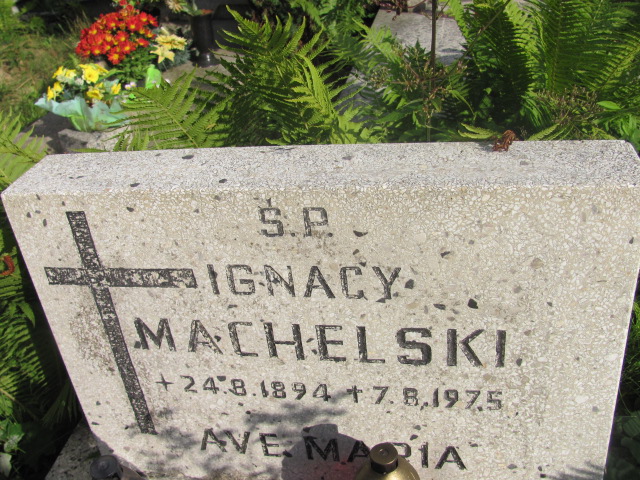 Ś.P.
IGNACY
MACHELSKI
+24.8.1894 +7.8.1975
AVE MARIA